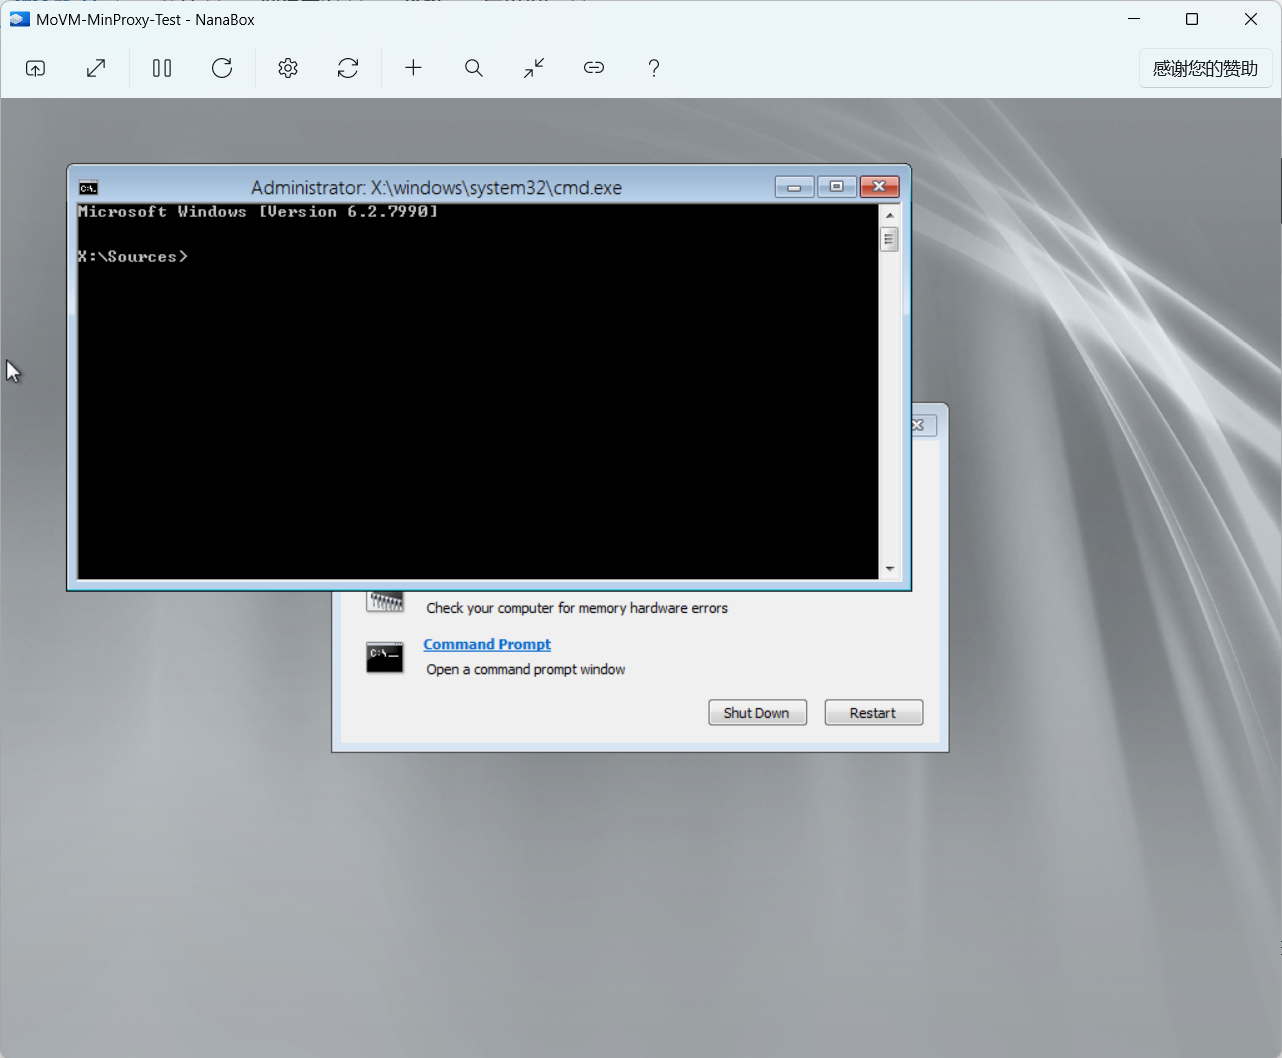 MoVM-MinProxy-Test - NanaBox
感谢您的赞助
Administrator: X:\windows\system32\cmd.exe
Microsoft Windows [Version 6.2.7990]
X:\Sources>
Check your computer for memory hardware errors
C:\
Command Prompt
Open a command prompt window
Shut Down
Restart